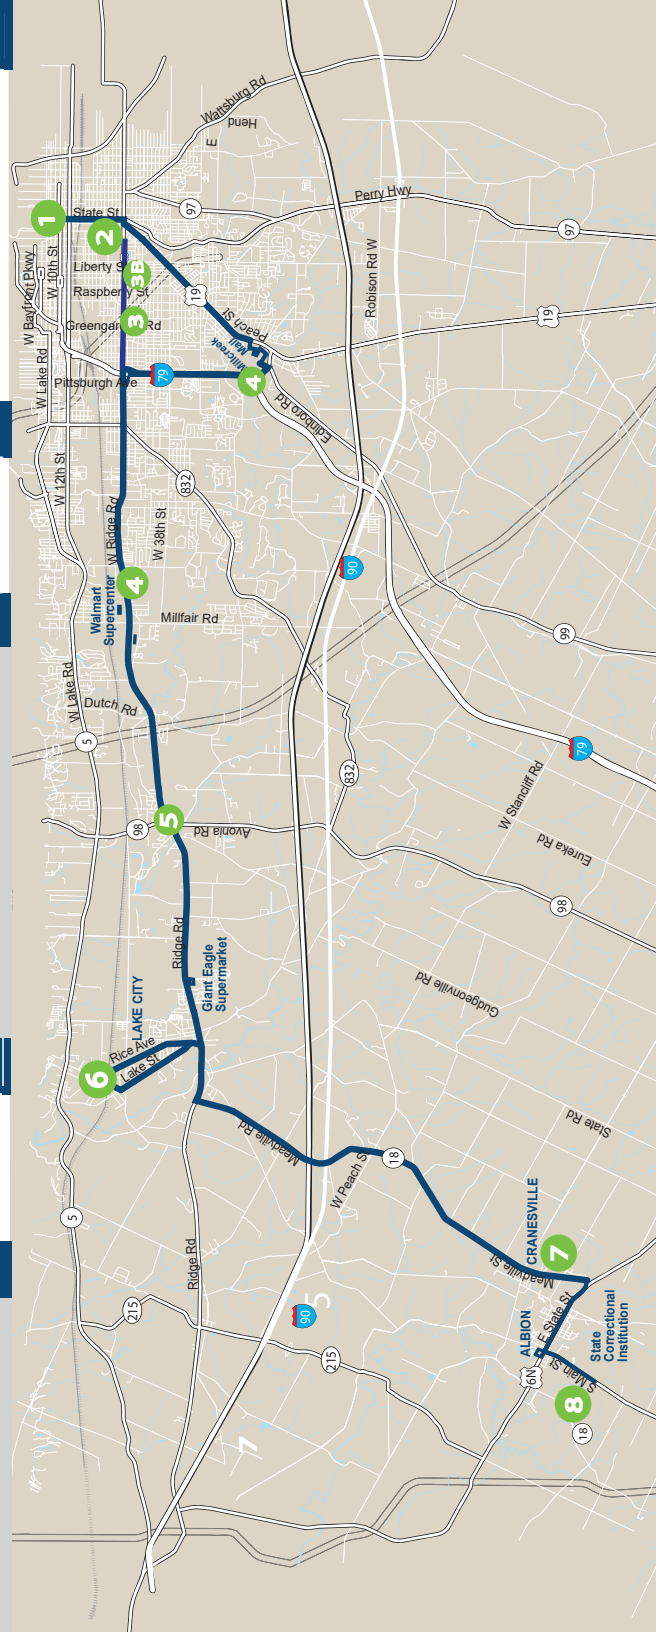 Wattsburg Rd
Hend
E
1
State St
97
Perry Hwy
2
97
W Bayfront Pkwy
W 10th St
Liberty S
3B
Raspberry St
Robison Rd W
19
19
3
Greengar
Rd
Peach St
Millcreek
Mall
W Lake Rd
Pittsburgh Ave
79
4
Edinboro Rd
W 12th St
832
W Ridge Rd
W 38th St
90
Walmart
Supercenter
4
Millfair Rd
99
W Lake Rd
Dutch Rd
5
79
832
W Stancliff Rd
98
5
Avonia Rd
Eureka Rd
98
Ridge Rd
Giant Eagle
Supermarket
Gudgeonville Rd
LAKE CITY
Rice Ave
Lake St
6
Meadville Rd
State Rd
18
W Peach St
5
CRANESVILLE
7
Meadville St
Ridge Rd
215
90
5
E State St
ALBION
State
Correctional
Institution
215
6N
S Main St
8
18
7